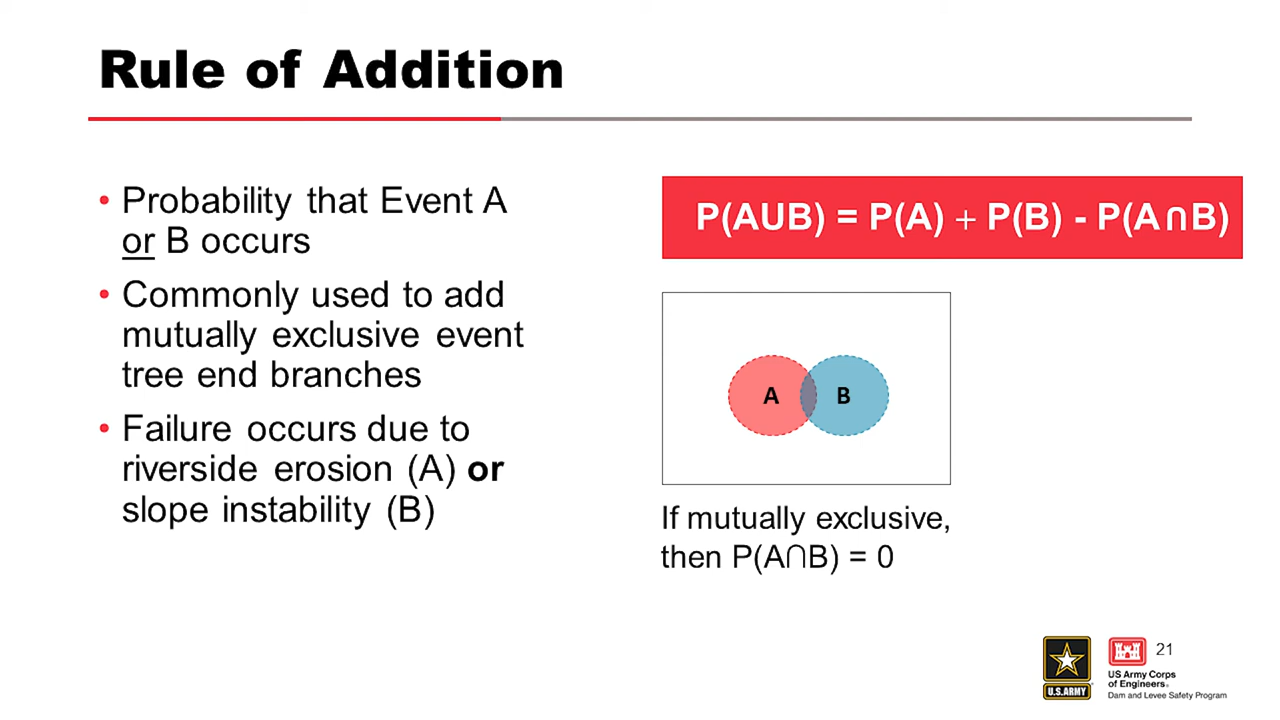 Rule of Addition
• Probability that Event A
or B occurs
• Commonly used to add
mutually exclusive event
tree end branches
• Failure occurs due to
riverside erosion (A) or
slope instability (B)
P(AUB) = P(A) + P(B) - P(A∩B)
A
B
If mutually exclusive,
then P(A∩B) = 0
U.S.ARMY
US Army Corps
of Engineers®
Dam and Levee Safety Program
21